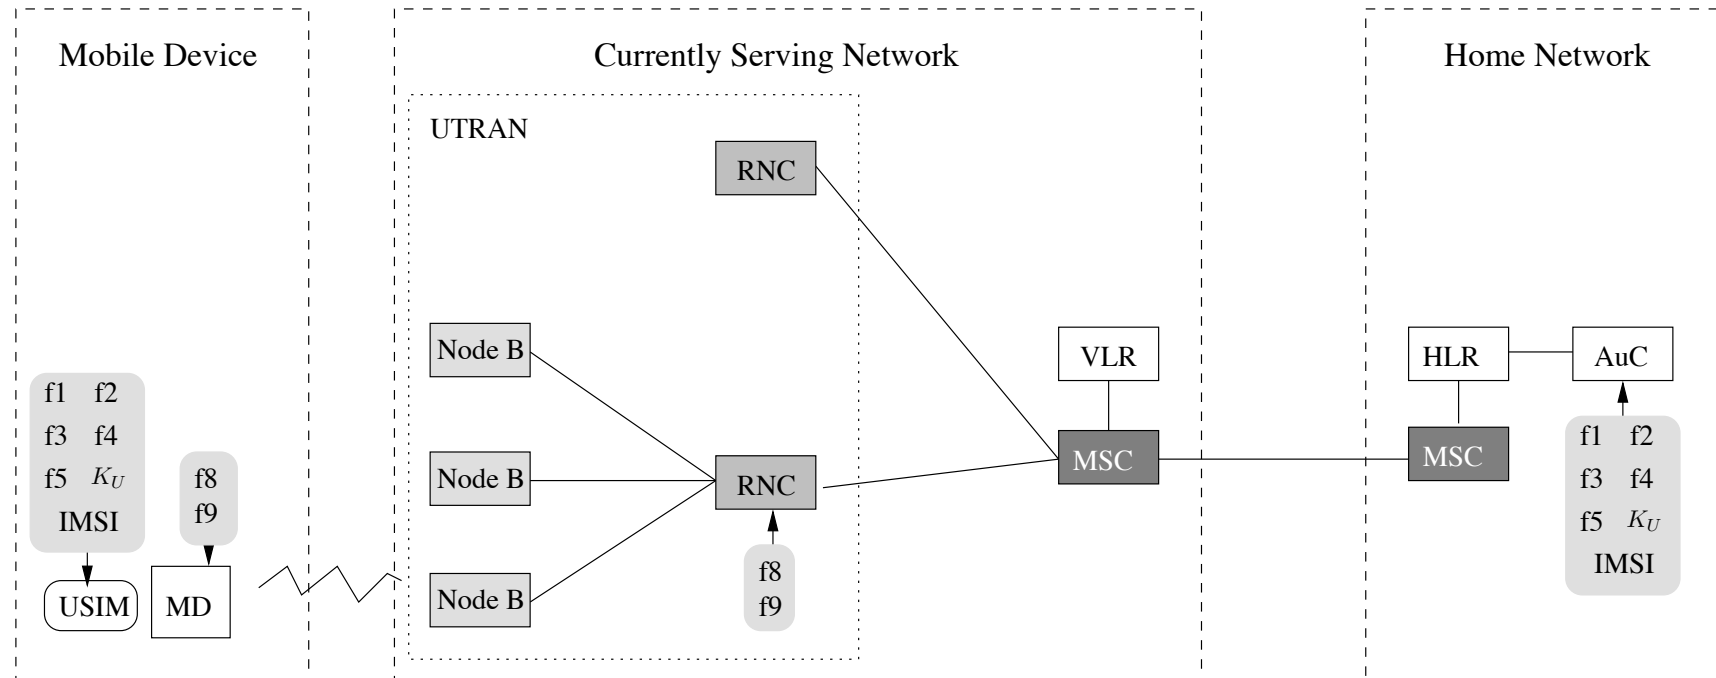 Mobile Device
f1 f2
f3 f4
f5 K_U
IMSI
USIM
f8
f9
MD
Currently Serving Network
UTRAN
RNC
Node B
Node B
Node B
RNC
f8
f9
VLR
MSC
Home Network
HLR
AuC
MSC
f1 f2
f3 f4
f5 K_U
IMSI